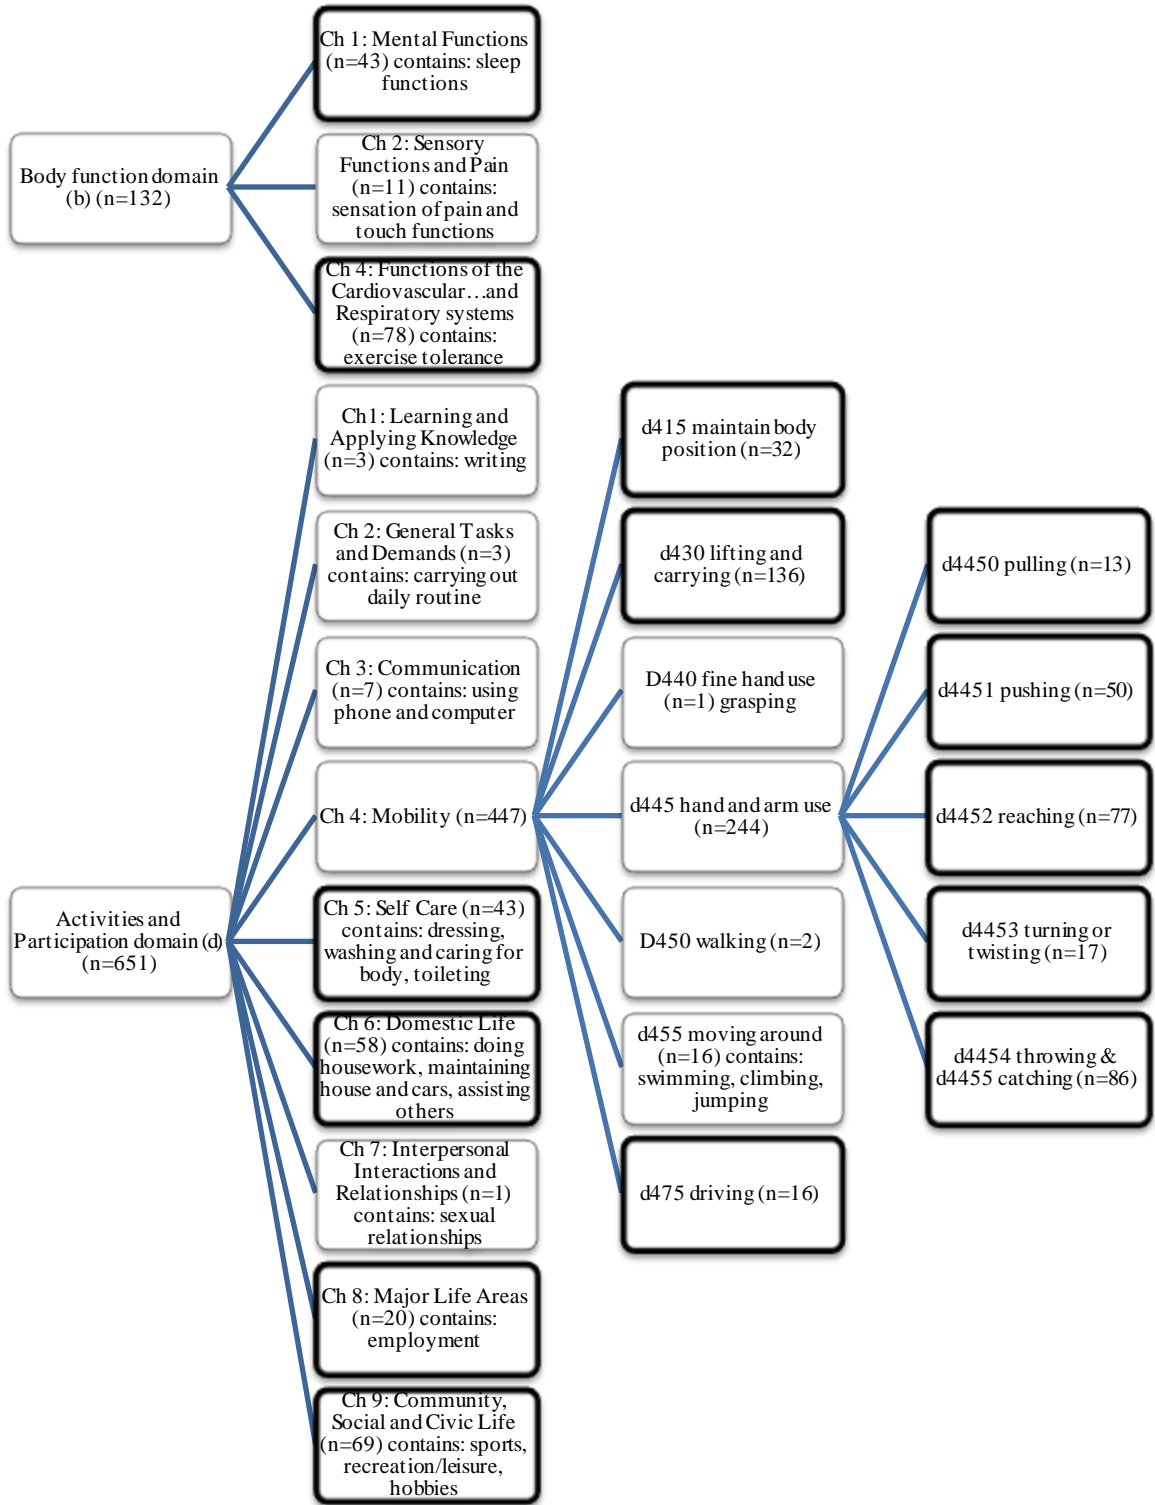 Ch 1: Mental Functions
(n=43) contains: sleep
functions
Body function domain
(b) (n=132)
Ch 2: Sensory
Functions and Pain
(n=11) contains:
sensation of pain and
touch functions
Ch 4: Functions of the
Cardiovascular…and
Respiratory systems
(n=78) contains:
exercise tolerance
Activities and
Participation domain (d)
(n=651)
Ch1: Learning and
Applying Knowledge
(n=3) contains: writing
Ch 2: General Tasks
and Demands (n=3)
contains: carrying out
daily routine
Ch 3: Communication
(n=7) contains: using
phone and computer
Ch 4: Mobility (n=447)
Ch 5: Self Care (n=43)
contains: dressing,
washing and caring for
body, toileting
Ch 6: Domestic Life
(n=58) contains: doing
housework, maintaining
house and cars, assisting
others
Ch 7: Interpersonal
Interactions and
Relationships (n=1)
contains: sexual
relationships
Ch 8: Major Life Areas
(n=20) contains:
employment
Ch 9: Community,
Social and Civic Life
(n=69) contains: sports,
recreation/leisure,
hobbies
d415 maintain body
position (n=32)
d430 lifting and
carrying (n=136)
D440 fine hand use
(n=1) grasping
d445 hand and arm use
(n=244)
D450 walking (n=2)
d455 moving around
(n=16) contains:
swimming, climbing,
jumping
d475 driving (n=16)
d4450 pulling (n=13)
d4451 pushing (n=50)
d4452 reaching (n=77)
d4453 turning or
twisting (n=17)
d4454 throwing &
d4455 catching (n=86)